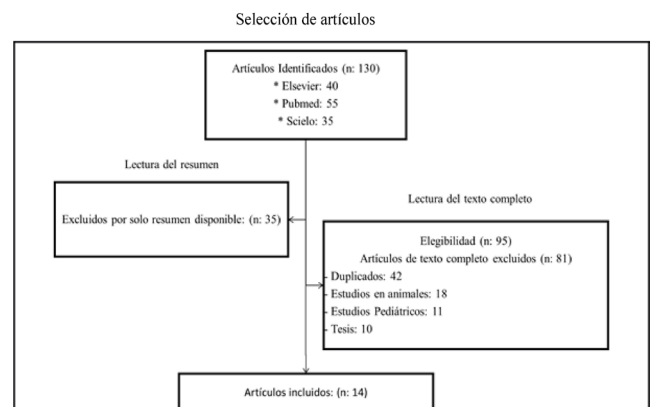 Selección de artículos
Artículos Identificados (n: 130)
* Elsevier: 40
* Pubmed: 55
* Scielo: 35
Lectura del resumen
Excluidos por solo resumen disponible: (n: 35)
Lectura del texto completo
Elegibilidad (n: 95)
Artículos de texto completo excluidos (n: 81)
- Duplicados: 42
- Estudios en animales: 18
- Estudios Pediátricos: 11
- Tesis: 10
Artículos incluidos: (n: 14)